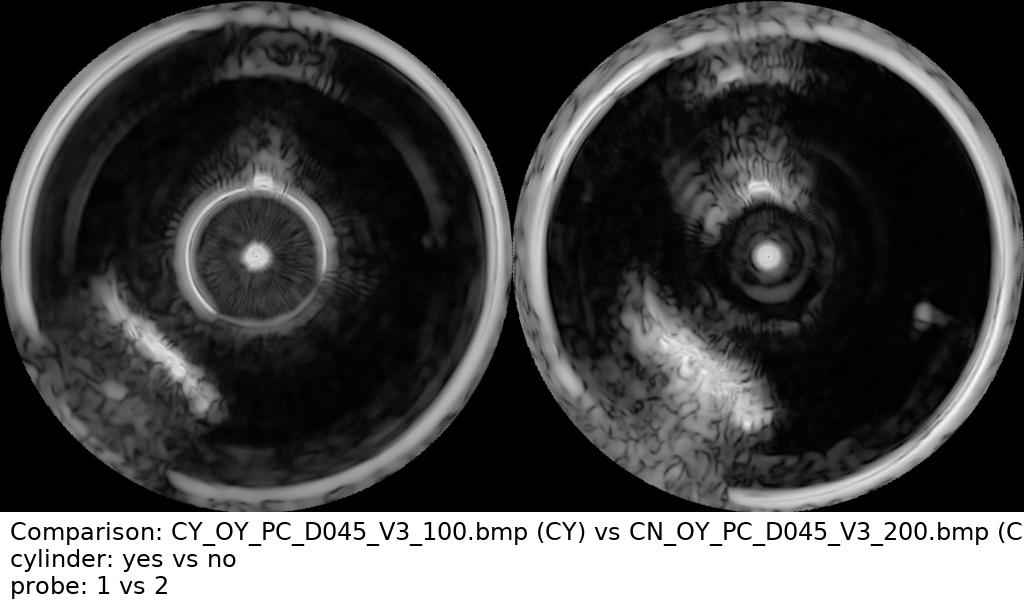 Comparison: CY_OY_PC_D045_V3_100.bmp (CY) vs CN_OY_PC_D045_V3_200.bmp (C
cylinder: yes vs no
probe: 1 vs 2